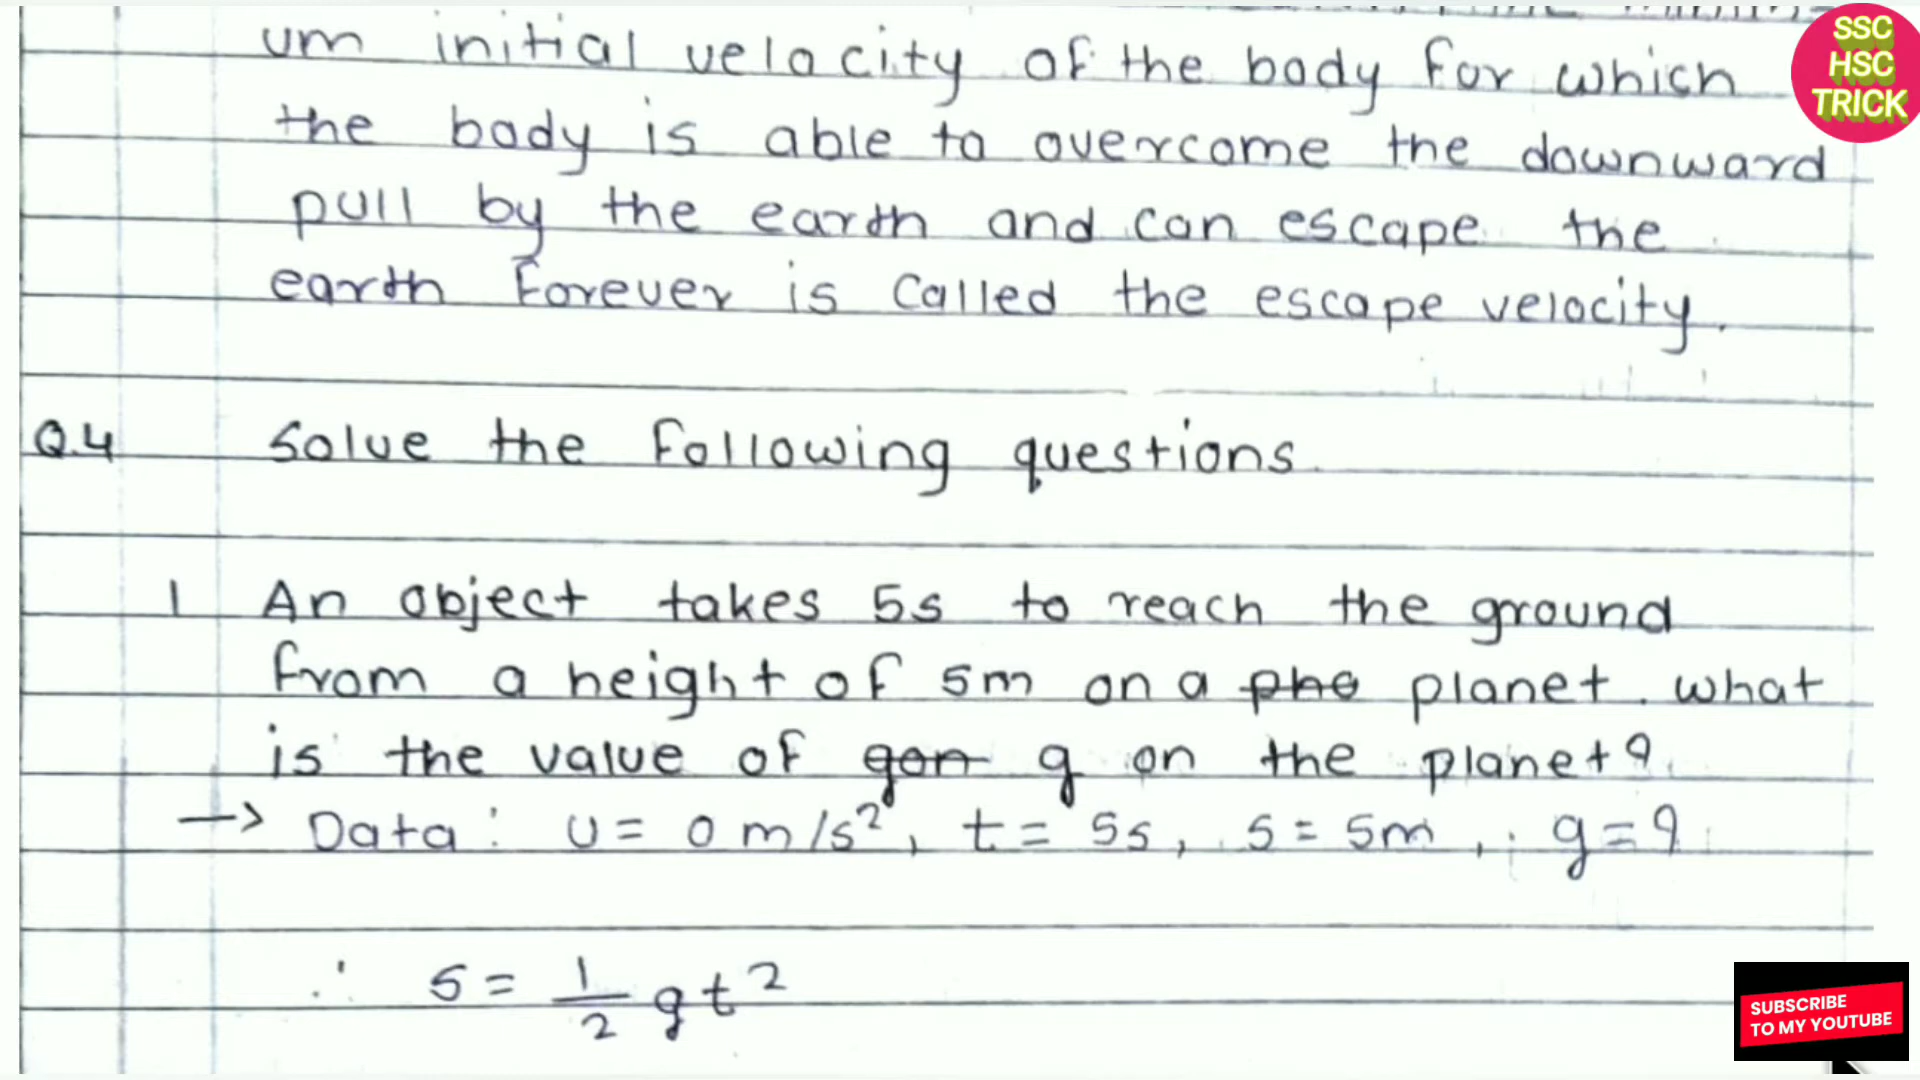 um initial velocity of the body for which
the body is able to overcome the downward
pull by the earth and can escape the
earth forever is called the escape velocity.
Q.4 Solve the following questions.
1 An object takes 5s to reach the ground
from a height of 5m on a planet. what
is the value of g on the planet?
→ Data: u = 0 m/s², t = 5s, s = 5m, g = ?
∴ s = 1/2 gt²
SSC
HSC
TRICK
SUBSCRIBE
TO MY YOUTUBE